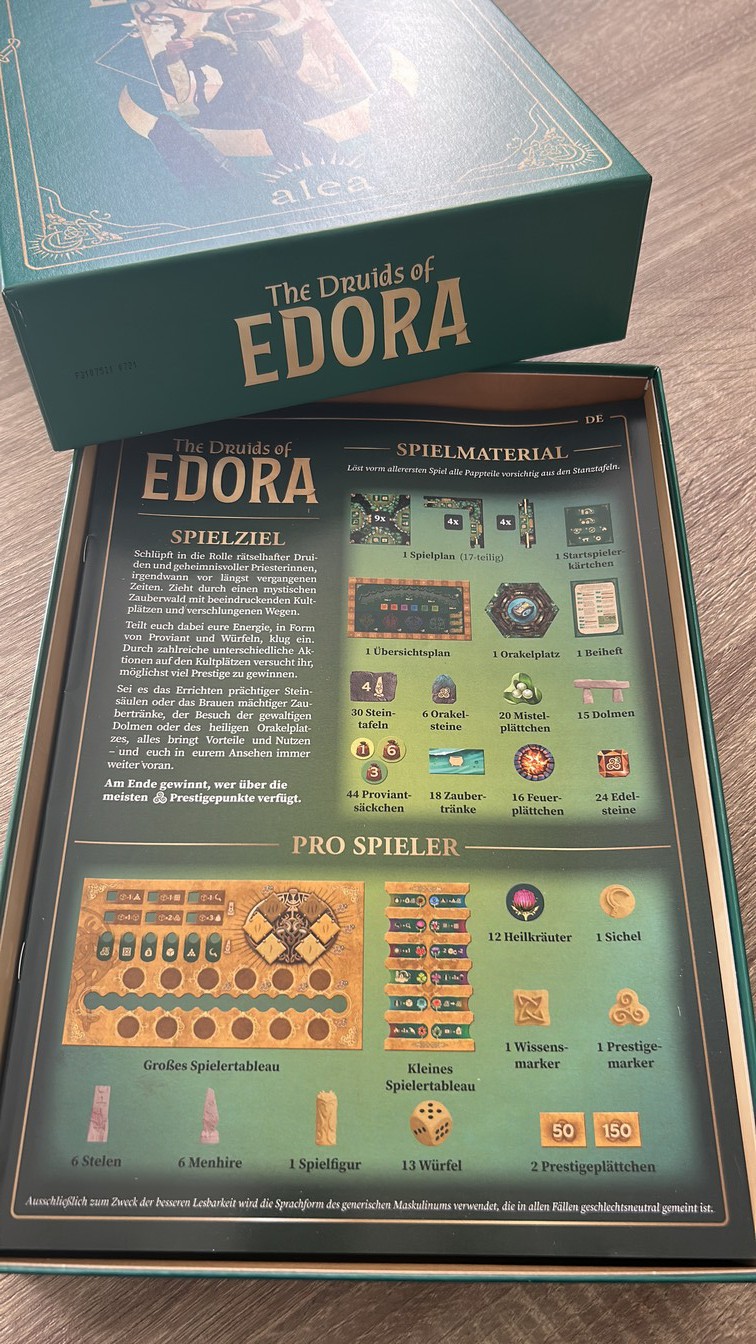 alea
The Druids of
EDORA
DE
The Druids of
EDORA
SPIELZIEL
Schlüpft in die Rolle rätselhafter Drui-
den und geheimnisvoller Priesterinnen,
irgendwann vor längst vergangenen
Zeiten. Zieht durch einen mystischen
Zauberwald mit beeindruckenden Kult-
plätzen und verschlungenen Wegen.
Teilt euch dabei eure Energie, in Form
von Proviant und Würfeln, klug ein.
Durch zahlreiche unterschiedliche Ak-
tionen auf den Kultplätzen versucht ihr,
möglichst viel Prestige zu gewinnen.
Sei es das Errichten prächtiger Stein-
säulen oder das Brauen mächtiger Zau-
bertränke, der Besuch der gewaltigen
Dolmen oder des heiligen Orakelplat-
zes, alles bringt Vorteile und Nutzen
– und euch in eurem Ansehen immer
weiter voran.
Am Ende gewinnt, wer über die
meisten Prestigepunkte verfügt.
SPIELMATERIAL
Löst vorm allerersten Spiel alle Pappteile vorsichtig aus den Stanztafeln.
9x
4x
4x
1 Spielplan (17-teilig)
1 Startspieler-
kärtchen
1 Übersichtsplan
1 Orakelplatz
1 Beiheft
4
30 Stein-
tafeln
6 Orakel-
steine
20 Mistel-
plättchen
15 Dolmen
1
6
3
44 Proviant-
säckchen
18 Zauber-
tränke
16 Feuer-
plättchen
24 Edel-
steine
PRO SPIELER
Großes Spielertableau
Kleines
Spielertableau
12 Heilkräuter
1 Sichel
1 Wissens-
marker
1 Prestige-
marker
6 Stelen
6 Menhire
1 Spielfigur
13 Würfel
50
150
2 Prestigeplättchen
Ausschließlich zum Zweck der besseren Lesbarkeit wird die Sprachform des generischen Maskulinums verwendet, die in allen Fällen geschlechtsneutral gemeint ist.